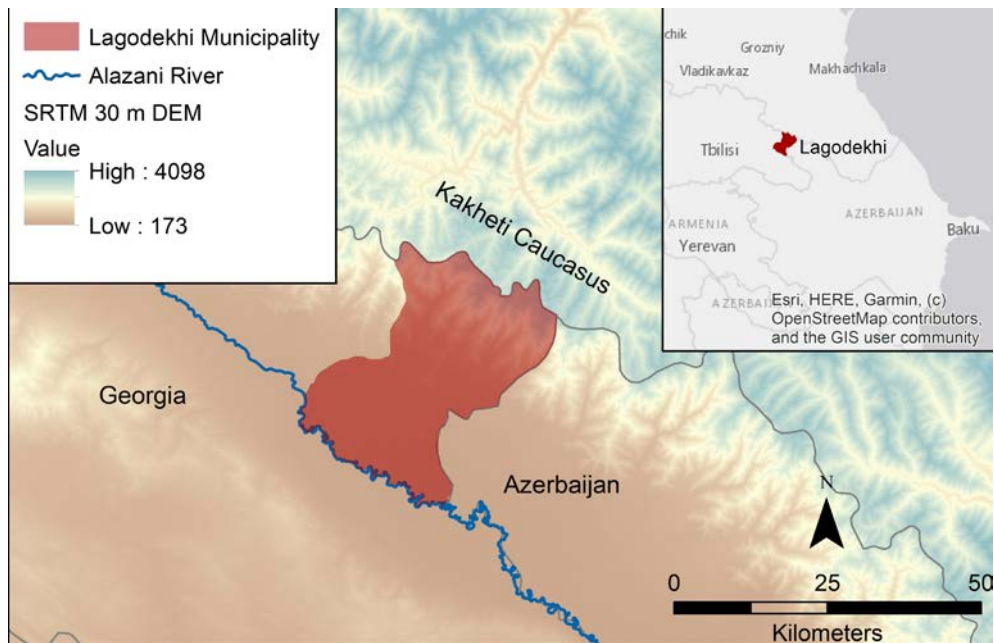 Lagodekhi Municipality
Alazani River
SRTM 30 m DEM
Value
High : 4098
Low : 173
Kakheti Caucasus
Georgia
Azerbaijan
chik
Grozniy
Vladikavkaz
Makhachkala
Tbilisi
Lagodekhi
ARMENIA
AZERBAIJAN
Yerevan
Baku
Esri, HERE, Garmin, (c)
OpenStreetMap contributors,
and the GIS user community
N
0 25 50
Kilometers